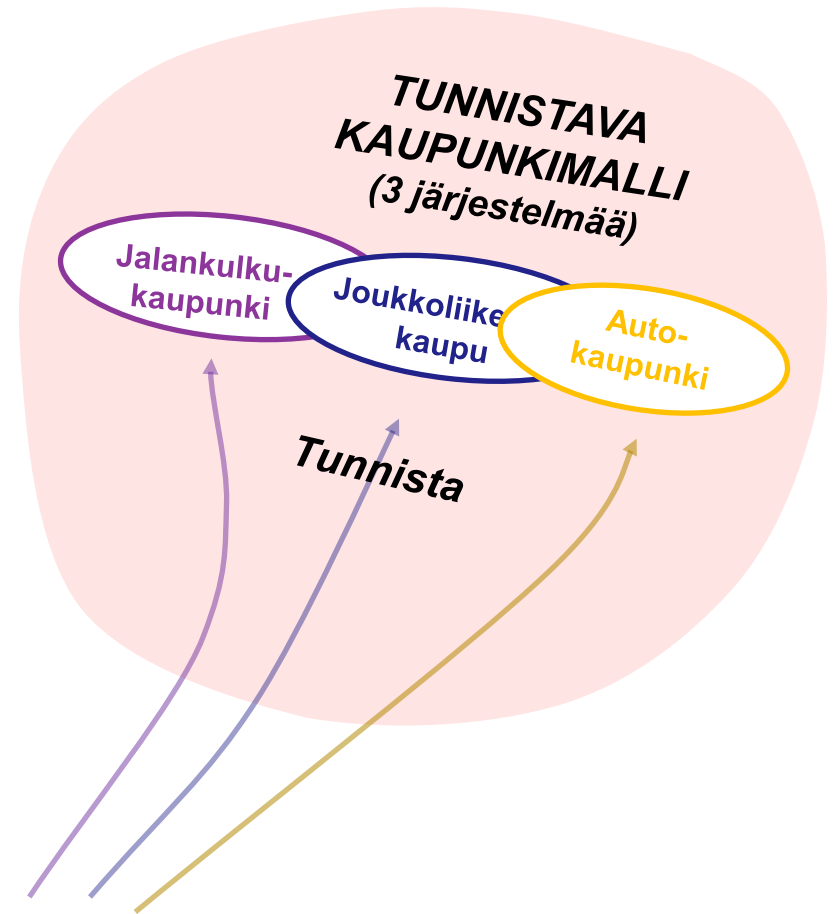 TUNNISTAVA
KAUPUNKIMALLI
(3 järjestelmää)
Jalankulku-
kaupunki
Joukkoliike
kaupu
Auto-
kaupunki
Tunnista